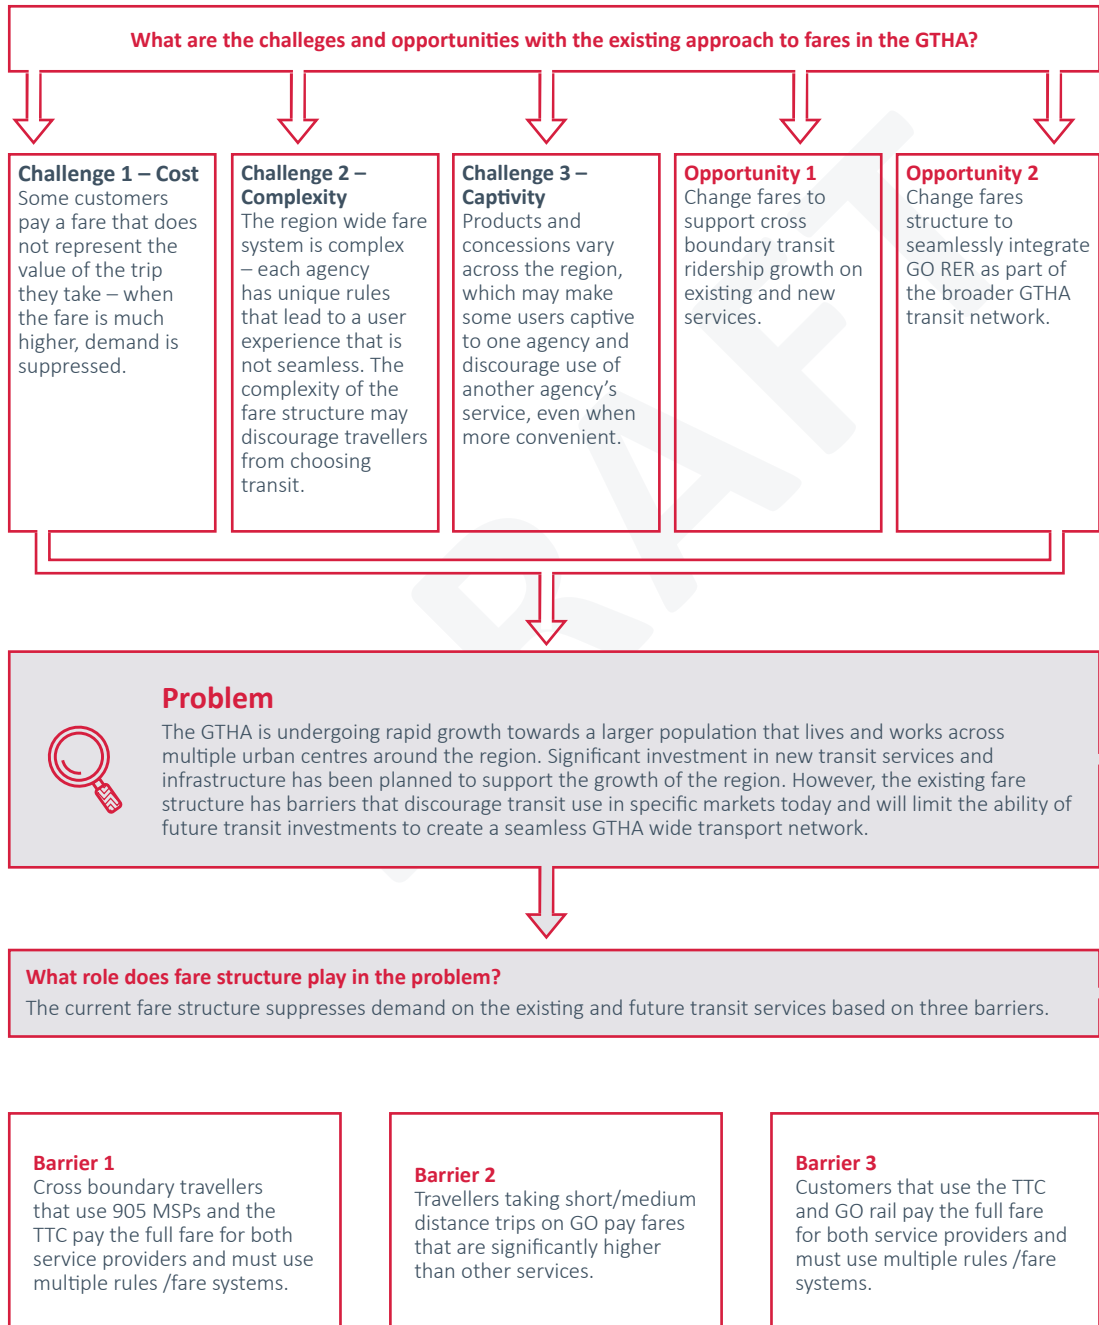 What are the challeges and opportunities with the existing approach to fares in the GTHA?
Challenge 1 – Cost
Some customers
pay a fare that does
not represent the
value of the trip
they take – when
the fare is much
higher, demand is
suppressed.
Challenge 2 –
Complexity
The region wide fare
system is complex
– each agency
has unique rules
that lead to a user
experience that is
not seamless. The
complexity of the
fare structure may
discourage travellers
from choosing
transit.
Challenge 3 –
Captivity
Products and
concessions vary
across the region,
which may make
some users captive
to one agency and
discourage use of
another agency’s
service, even when
more convenient.
Opportunity 1
Change fares to
support cross
boundary transit
ridership growth on
existing and new
services.
Opportunity 2
Change fares
structure to
seamlessly integrate
GO RER as part of
the broader GTHA
transit network.
DRAFT
Problem
The GTHA is undergoing rapid growth towards a larger population that lives and works across
multiple urban centres around the region. Significant investment in new transit services and
infrastructure has been planned to support the growth of the region. However, the existing fare
structure has barriers that discourage transit use in specific markets today and will limit the ability of
future transit investments to create a seamless GTHA wide transport network.
What role does fare structure play in the problem?
The current fare structure suppresses demand on the existing and future transit services based on three barriers.
Barrier 1
Cross boundary travellers
that use 905 MSPs and the
TTC pay the full fare for both
service providers and must use
multiple rules /fare systems.
Barrier 2
Travellers taking short/medium
distance trips on GO pay fares
that are significantly higher
than other services.
Barrier 3
Customers that use the TTC
and GO rail pay the full fare
for both service providers and
must use multiple rules /fare
systems.